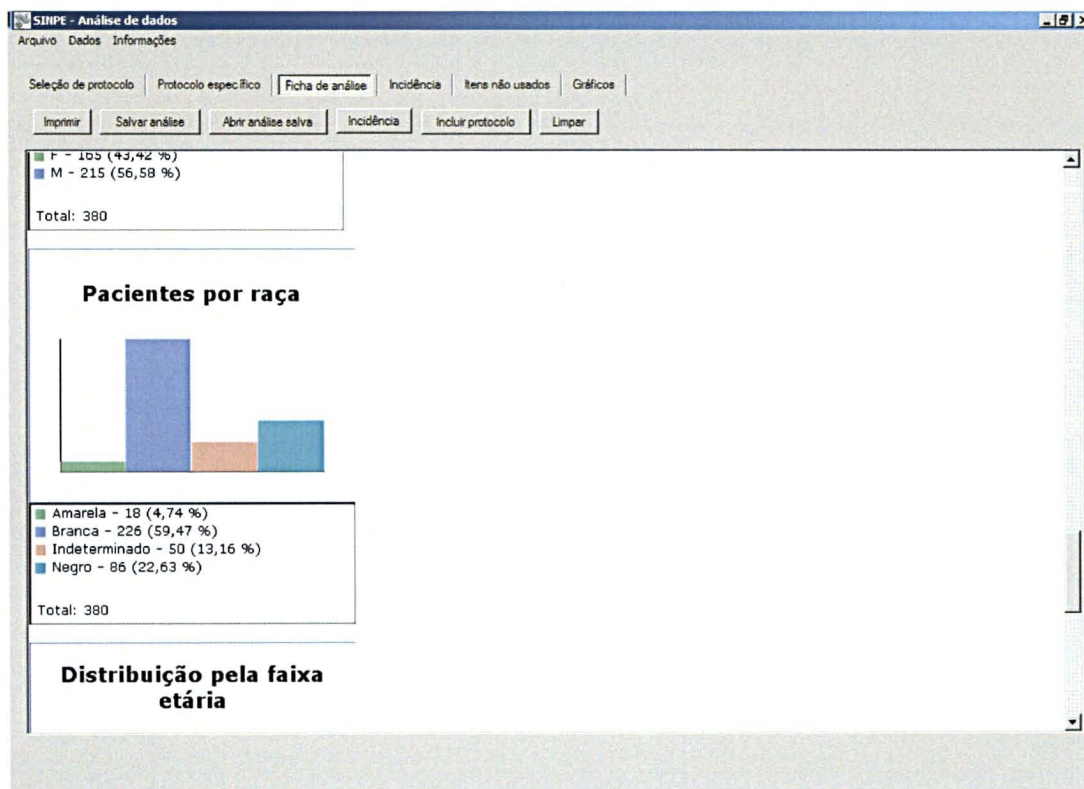 SINPE - Análise de dados
Arquivo Dados Informações
Seleção de protocolo Protocolo específico Ficha de análise Incidência Itens não usados Gráficos
Imprimir Salvar análise Abrir análise salva Incidência Incluir protocolo Limpar
F - 165 (43,42 %)
M - 215 (56,58 %)
Total: 380
Pacientes por raça
Amarela - 18 (4,74 %)
Branca - 226 (59,47 %)
Indeterminado - 50 (13,16 %)
Negro - 86 (22,63 %)
Total: 380
Distribuição pela faixa
etária